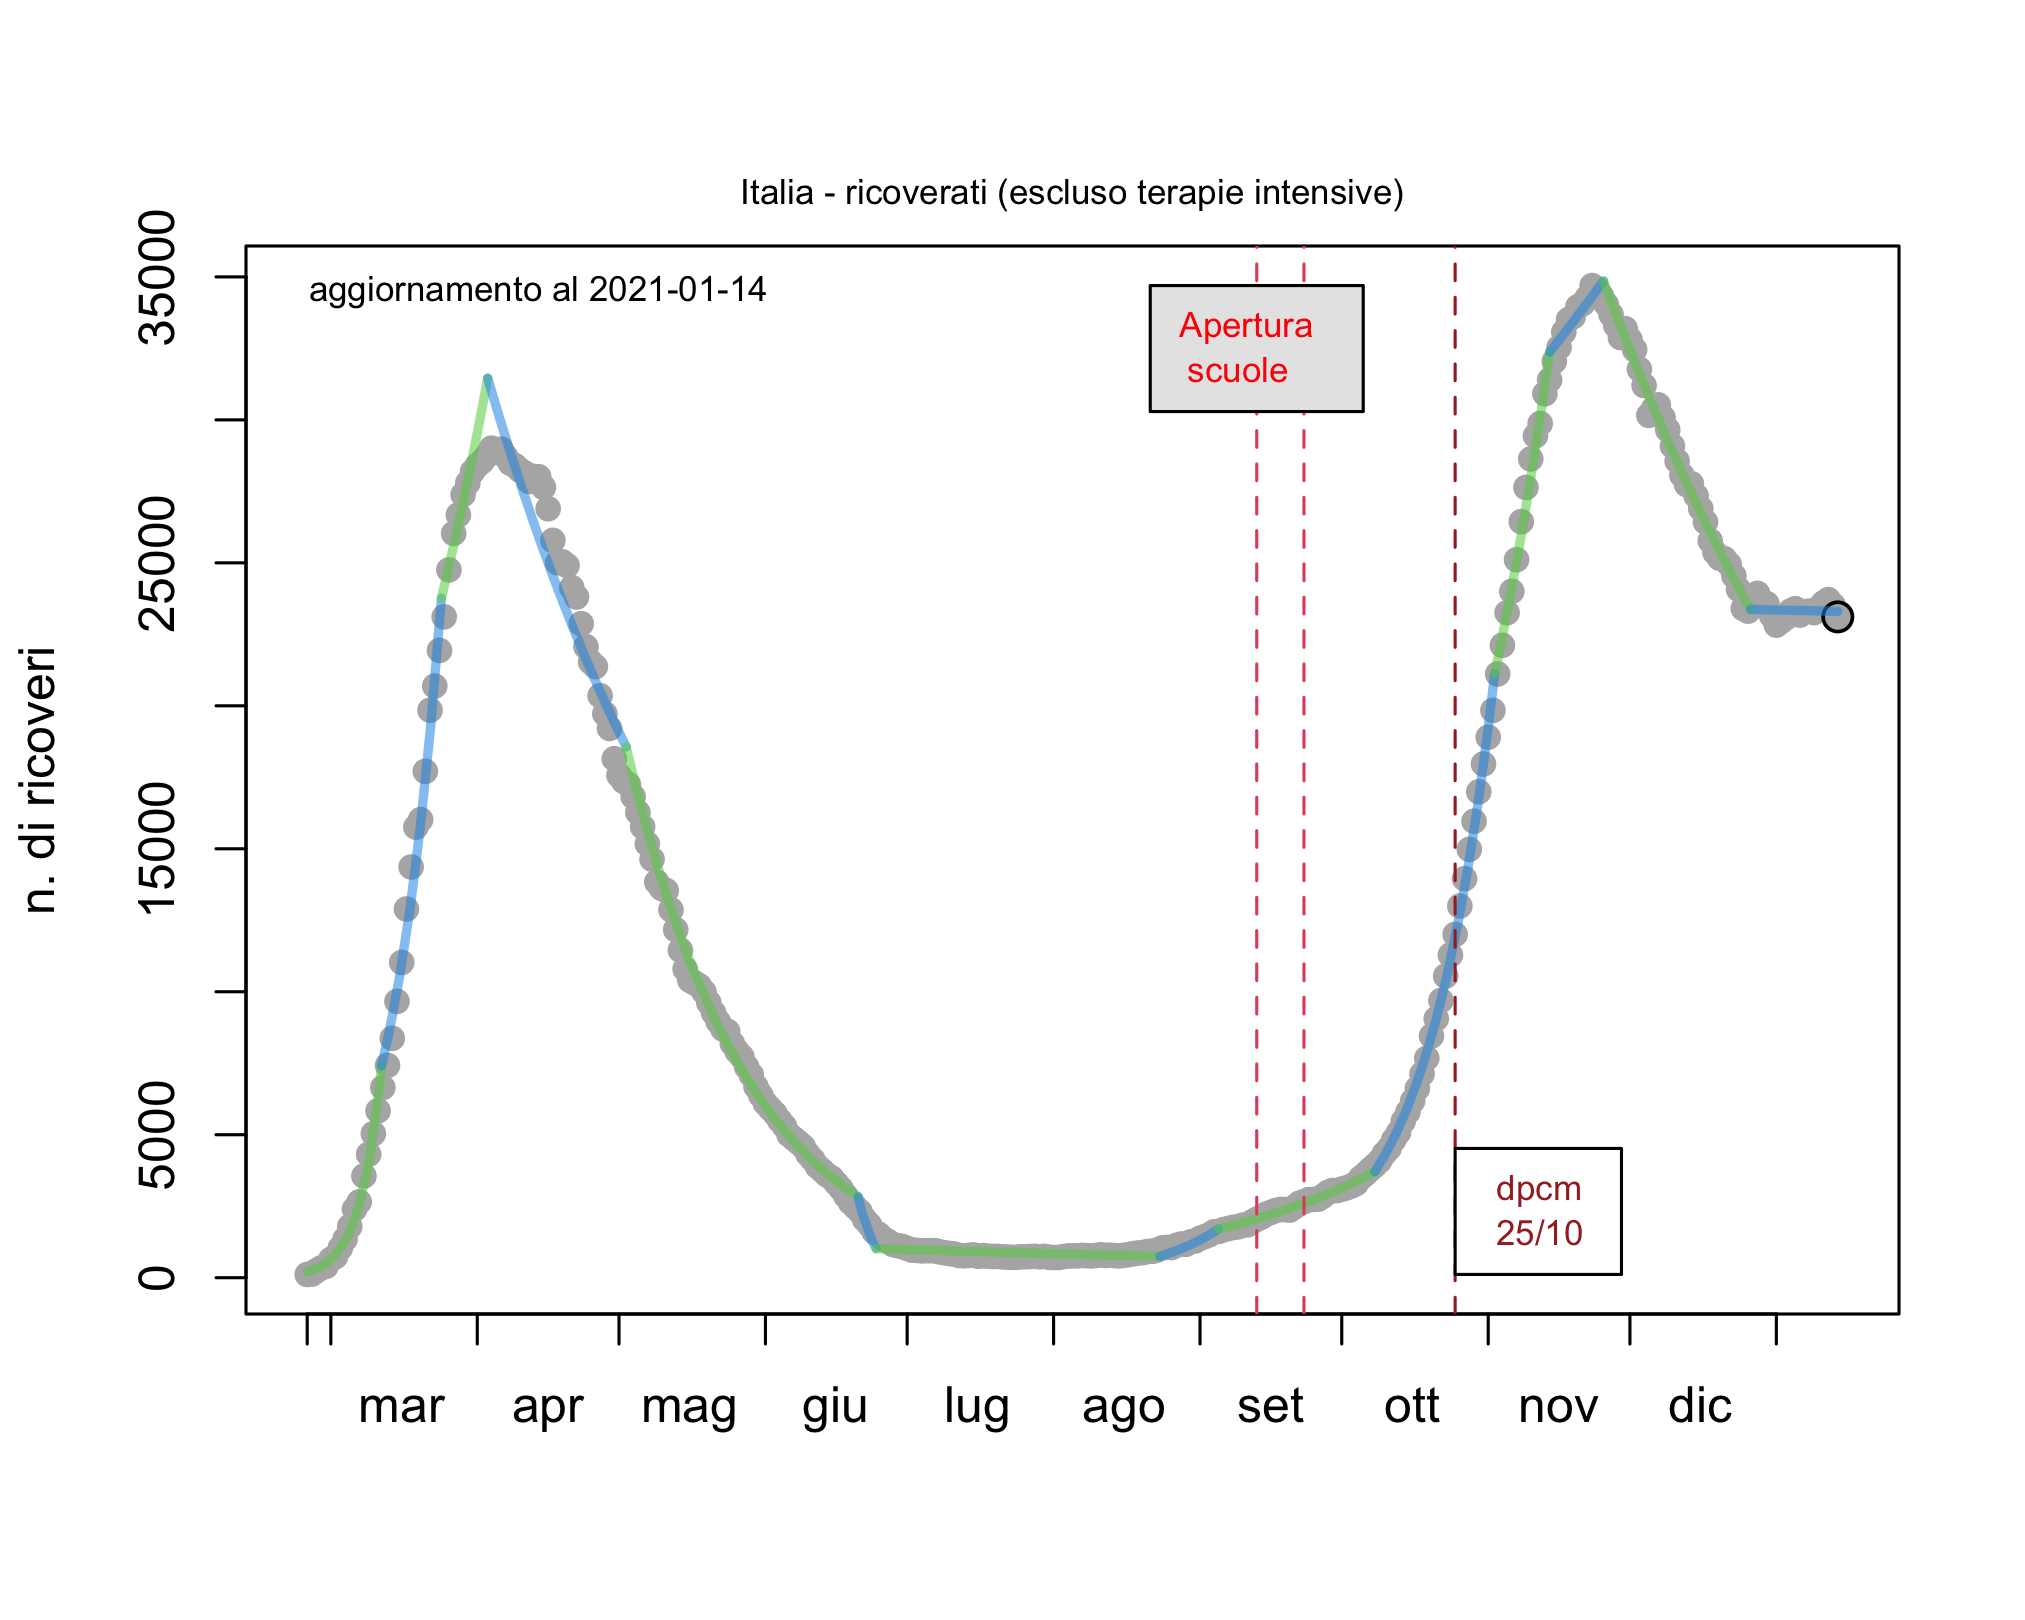 Italia - ricoverati (escluso terapie intensive)
aggiornamento al 2021-01-14
Apertura
scuole
dpcm
25/10
n. di ricoveri
35000
25000
15000
5000
0
mar apr mag giu lug ago set ott nov dic